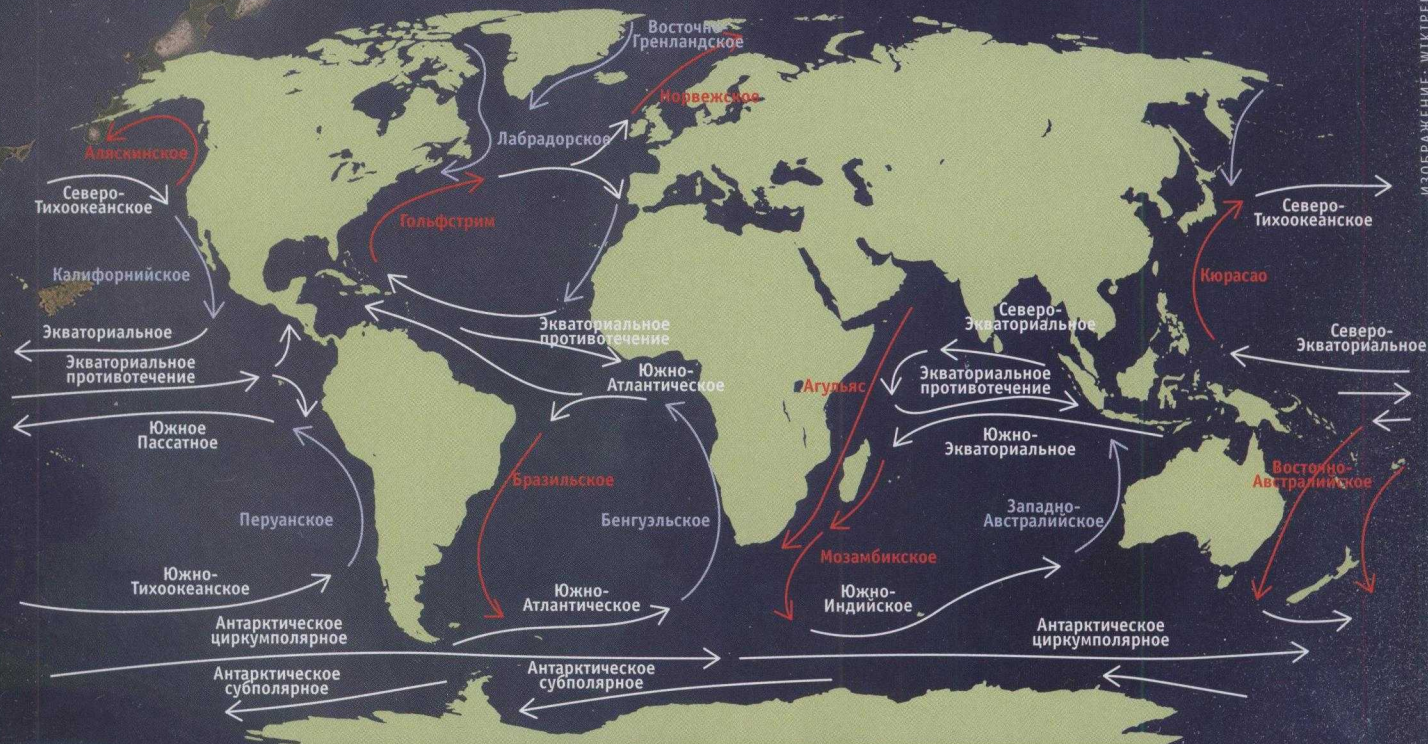 Восточно-
Гренландское
Норвежское
Лабрадорское
Аляскинское
Северо-
Тихоокеанское
Гольфстрим
Северо-
Тихоокеанское
Калифорнийское
Кюрасао
Экваториальное
Экваториальное
противотечение
Северо-
Экваториальное
Северо-
Экваториальное
Экваториальное
противотечение
Южно-
Атлантическое
Агульяс
Экваториальное
противотечение
Южное
Пассатное
Южно-
Экваториальное
Бразильское
Восточно-
Австралийское
Перуанское
Бенгуэльское
Западно-
Австралийское
Мозамбикское
Южно-
Тихоокеанское
Южно-
Атлантическое
Южно-
Индийское
Антарктическое
циркумполярное
Антарктическое
циркумполярное
Антарктическое
субполярное
Антарктическое
субполярное